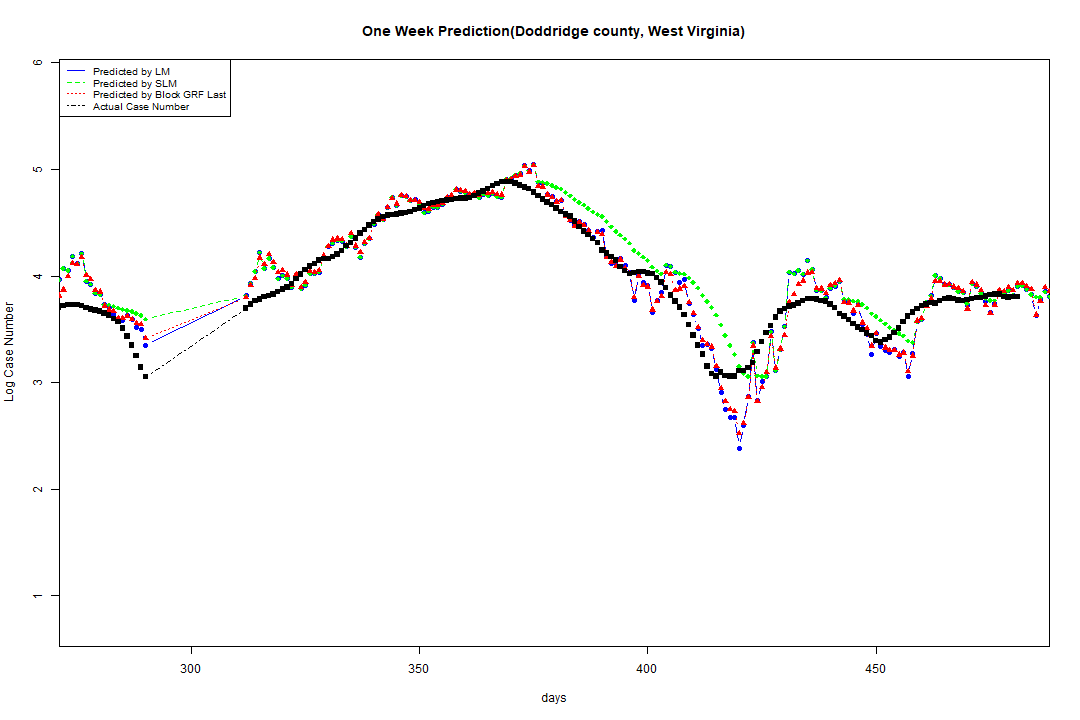 One Week Prediction(Doddridge county, West Virginia)
Predicted by LM
Predicted by SLM
Predicted by Block GRF Last
Actual Case Number
6
5
4
3
2
1
Log Case Number
300
350
400
450
days